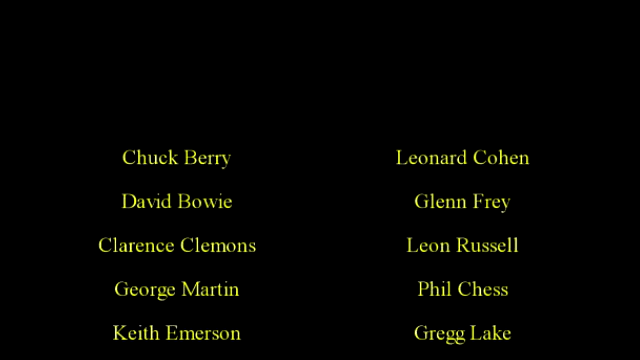 Chuck Berry Leonard Cohen
David Bowie Glenn Frey
Clarence Clemons Leon Russell
George Martin Phil Chess
Keith Emerson Gregg Lake